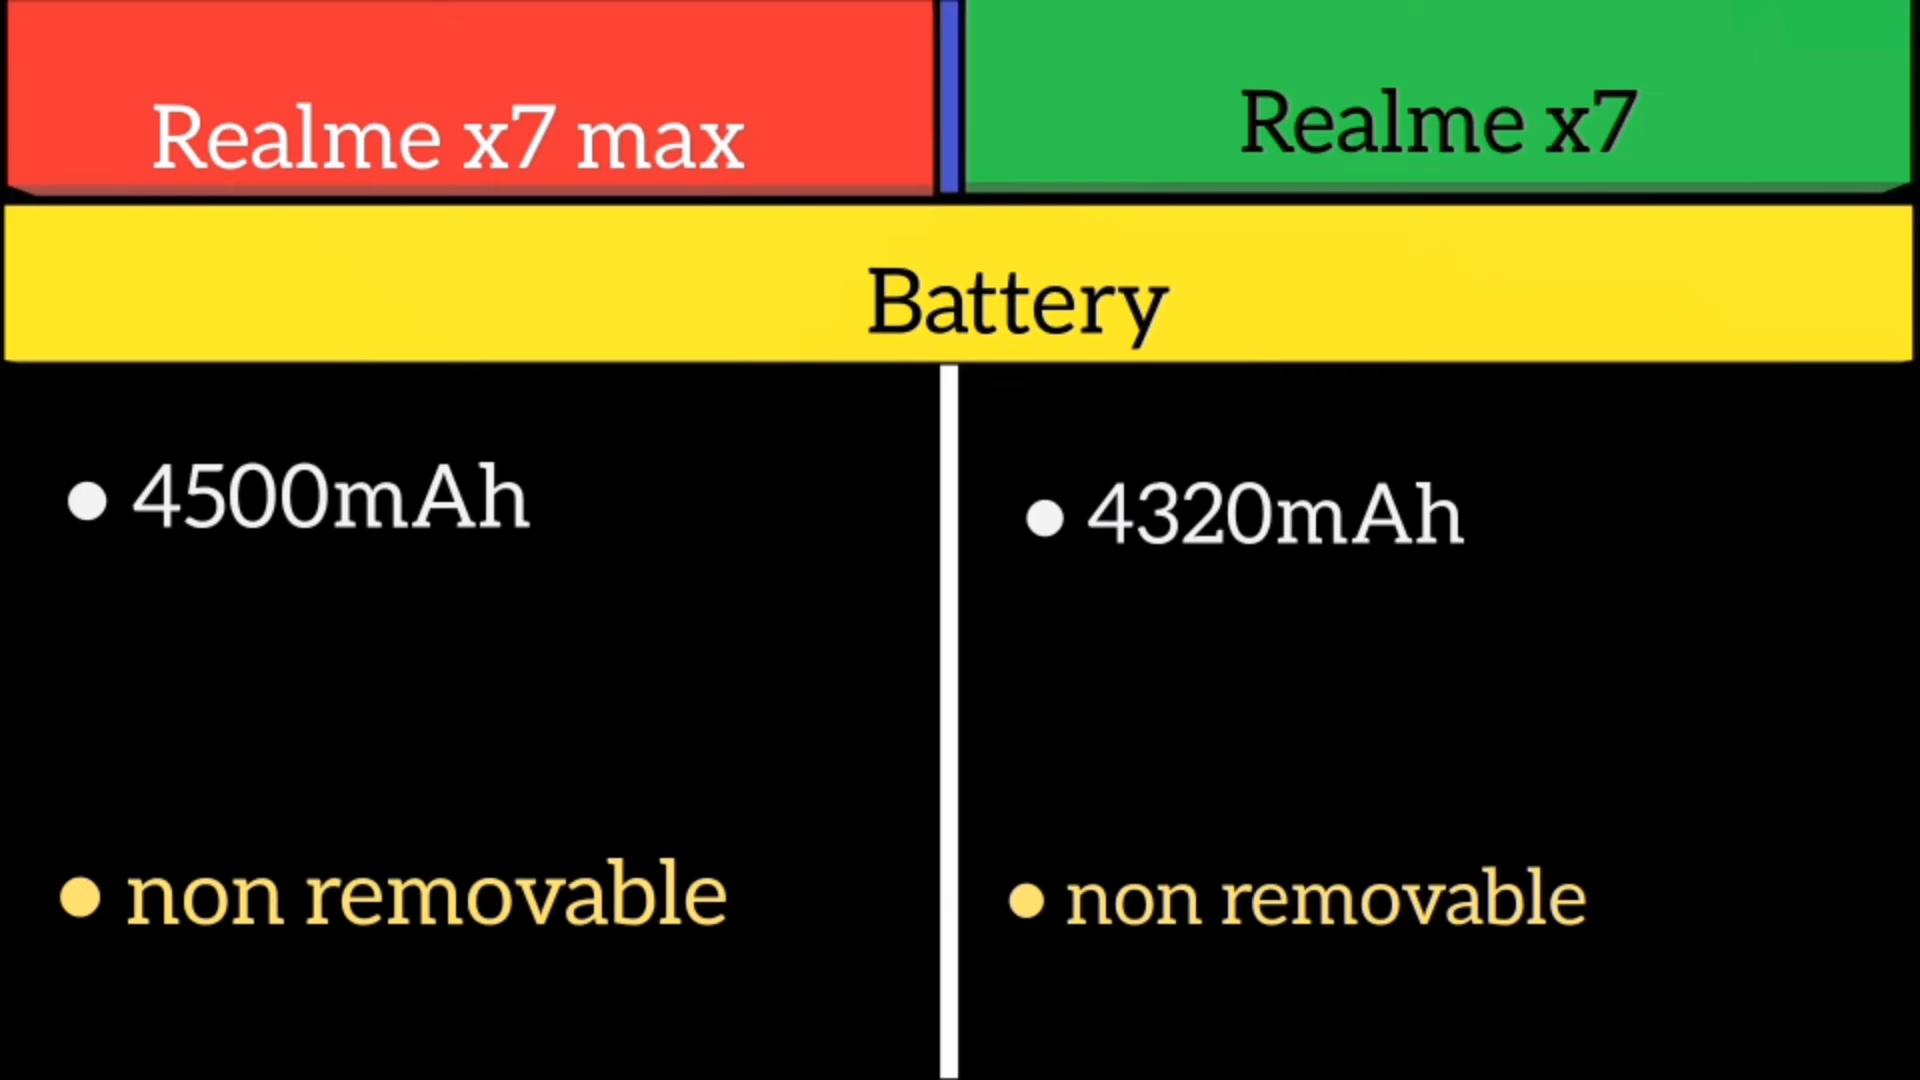 Realme x7 max
Realme x7
Battery
• 4500mAh
• 4320mAh
• non removable
• non removable